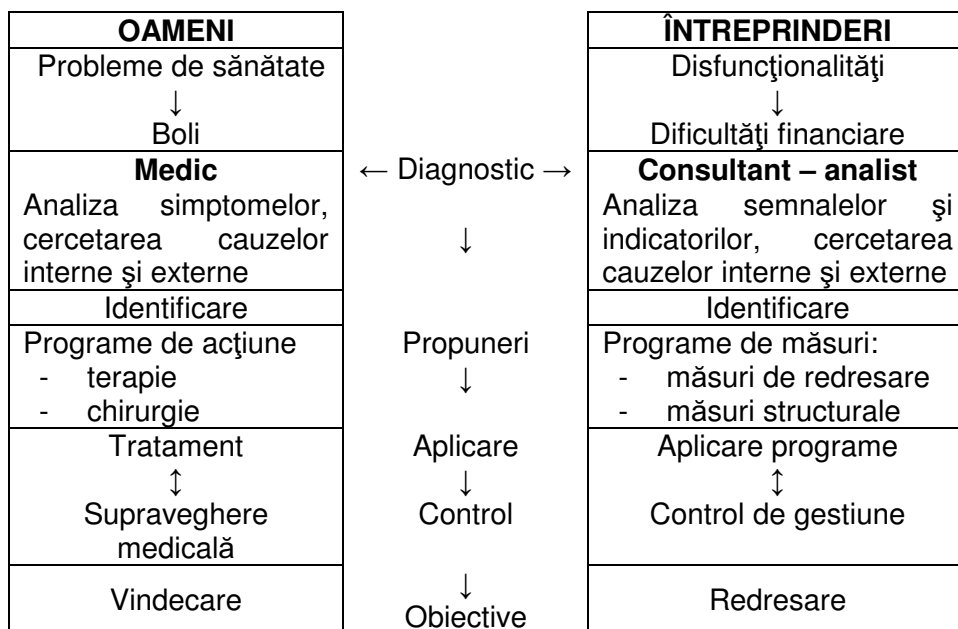 OAMENI
Probleme de sănătate
↓
Boli
Medic
Analiza simptomelor,
cercetarea cauzelor
interne şi externe
Identificare
Programe de acţiune
- terapie
- chirurgie
Tratament
↕
Supraveghere
medicală
Vindecare
← Diagnostic →
↓
Propuneri
↓
Aplicare
↓
Control
↓
Obiective
ÎNTREPRINDERI
Disfuncţionalităţi
↓
Dificultăţi financiare
Consultant – analist
Analiza semnalelor şi
indicatorilor, cercetarea
cauzelor interne şi externe
Identificare
Programe de măsuri:
- măsuri de redresare
- măsuri structurale
Aplicare programe
↕
Control de gestiune
Redresare